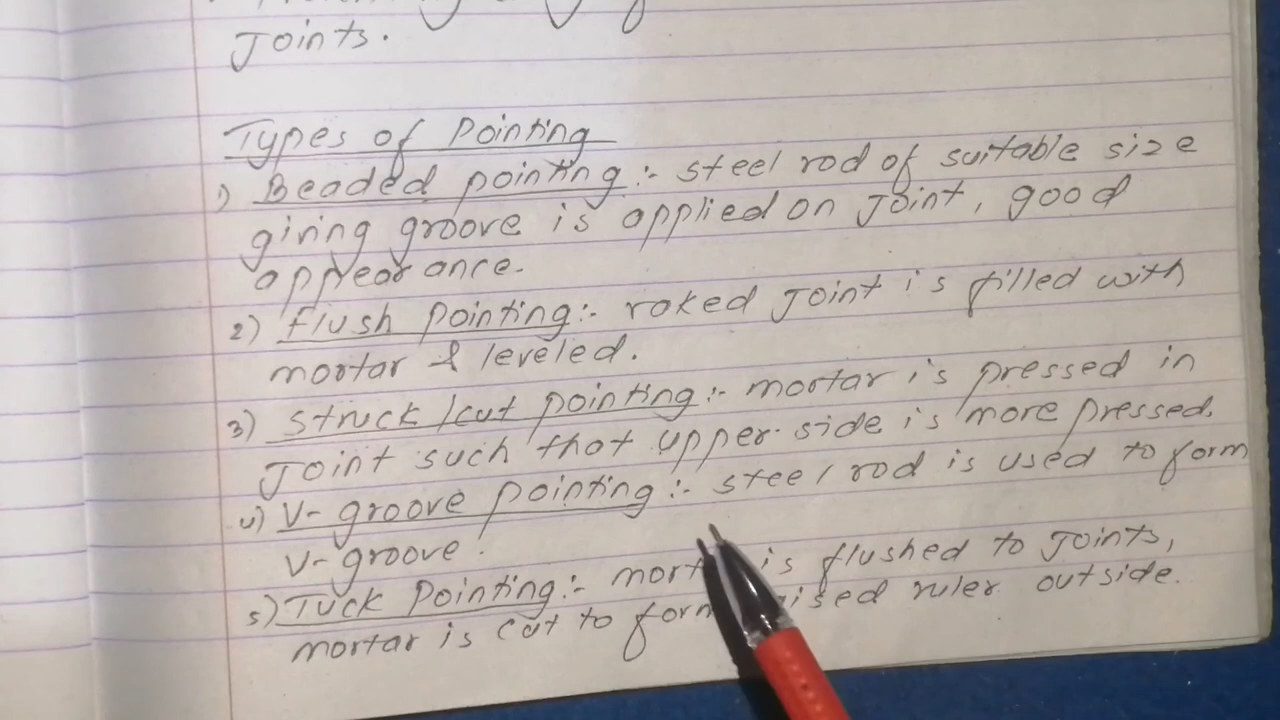 Joints.
Types of Pointing
1) Beaded pointing :- steel rod of suitable size
giving groove is applied on Joint, good
appearance.
2) flush pointing :- raked Joint is filled with
mortar & leveled.
3) struck/cut pointing :- mortar is pressed in
Joint such that upper side is more pressed.
4) V-groove pointing :- steel rod is used to form
V-groove.
5) Tuck Pointing :- is flushed to Joints,
mortar is cut to ruler outside.